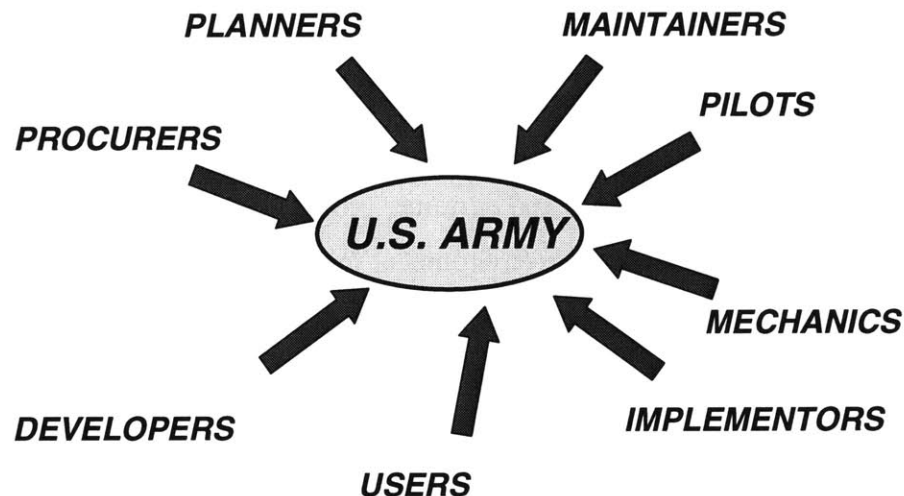 PLANNERS
MAINTAINERS
PILOTS
PROCURERS
U.S. ARMY
MECHANICS
DEVELOPERS
IMPLEMENTORS
USERS